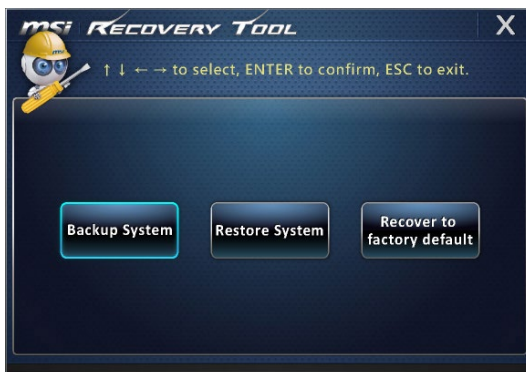 msi RECOVERY TOOL X
↑ ↓ ← → to select, ENTER to confirm, ESC to exit.
Backup System
Restore System
Recover to
factory default